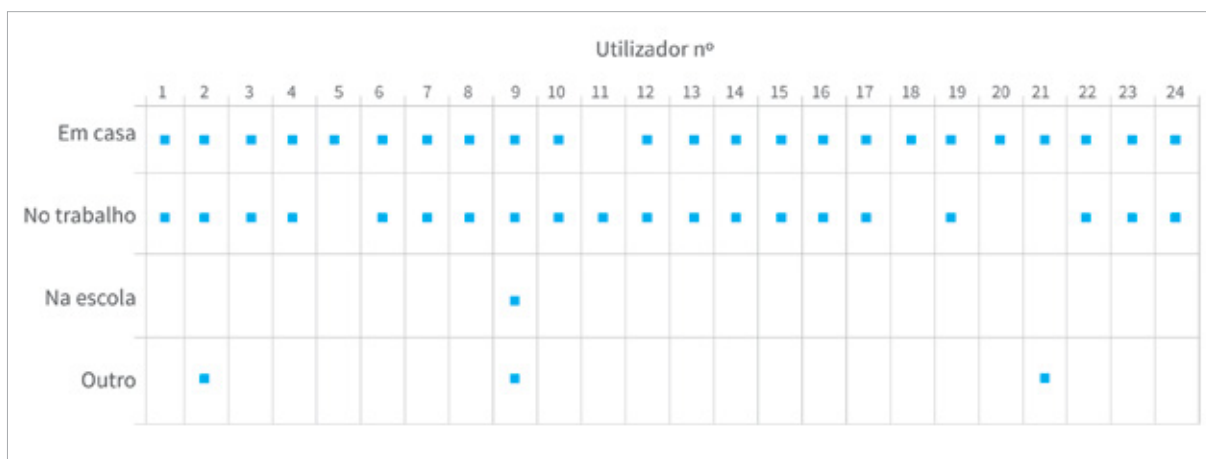 Utilizador nº
1 2 3 4 5 6 7 8 9 10 11 12 13 14 15 16 17 18 19 20 21 22 23 24
Em casa
No trabalho
Na escola
Outro